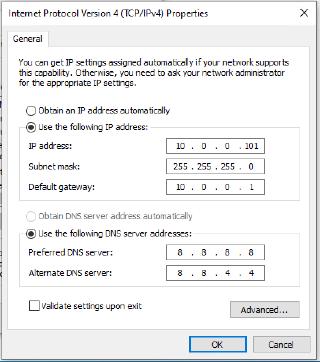 Internet Protocol Version 4 (TCP/IPv4) Properties
General
You can get IP settings assigned automatically if your network supports
this capability. Otherwise, you need to ask your network administrator
for the appropriate IP settings.
Obtain an IP address automatically
Use the following IP address:
IP address: 10 . 0 . 0 . 101
Subnet mask: 255 . 255 . 255 . 0
Default gateway: 10 . 0 . 0 . 1
Obtain DNS server address automatically
Use the following DNS server addresses:
Preferred DNS server: 8 . 8 . 8 . 8
Alternate DNS server: 8 . 8 . 4 . 4
Validate settings upon exit
Advanced...
OK Cancel